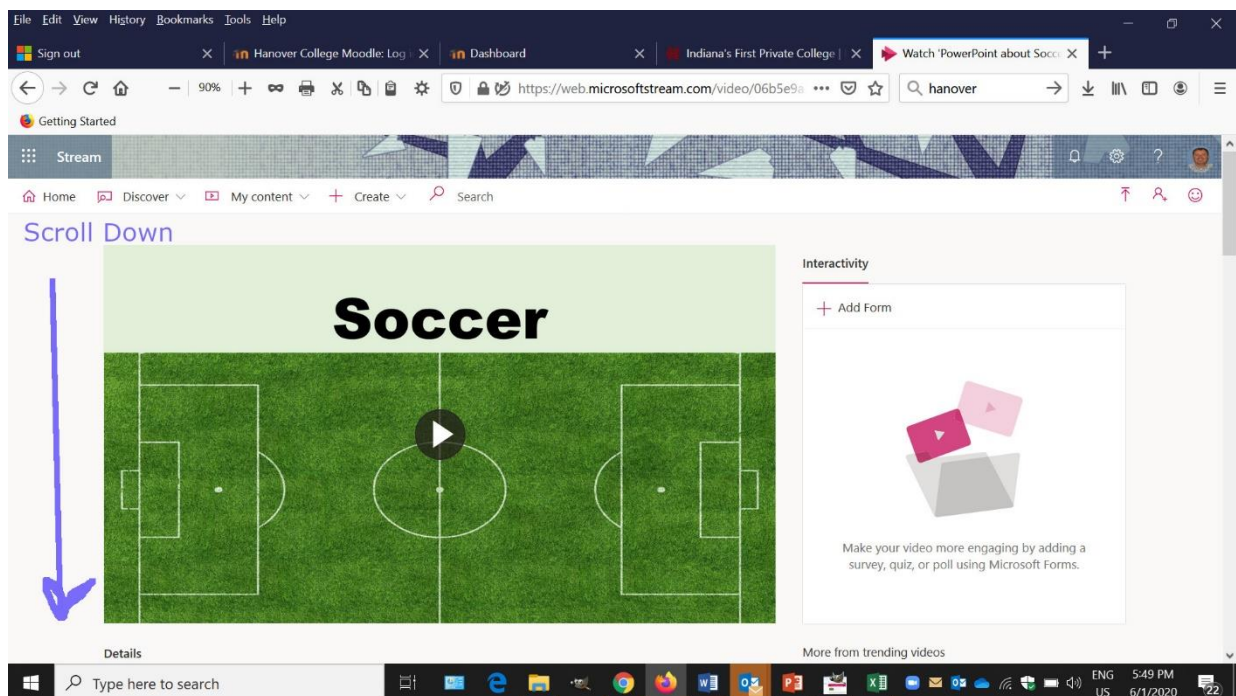 File Edit View History Bookmarks Tools Help
Sign out
Hanover College Moodle: Log
Dashboard
Indiana's First Private College |
Watch 'PowerPoint about Socce
90%
https://web.microsoftstream.com/video/06b5e9a
hanover
Getting Started
Stream
Home Discover My content Create Search
Scroll Down
Soccer
Interactivity
Add Form
Make your video more engaging by adding a
survey, quiz, or poll using Microsoft Forms.
Details
More from trending videos
Type here to search
ENG
US
5:49 PM
6/1/2020
22